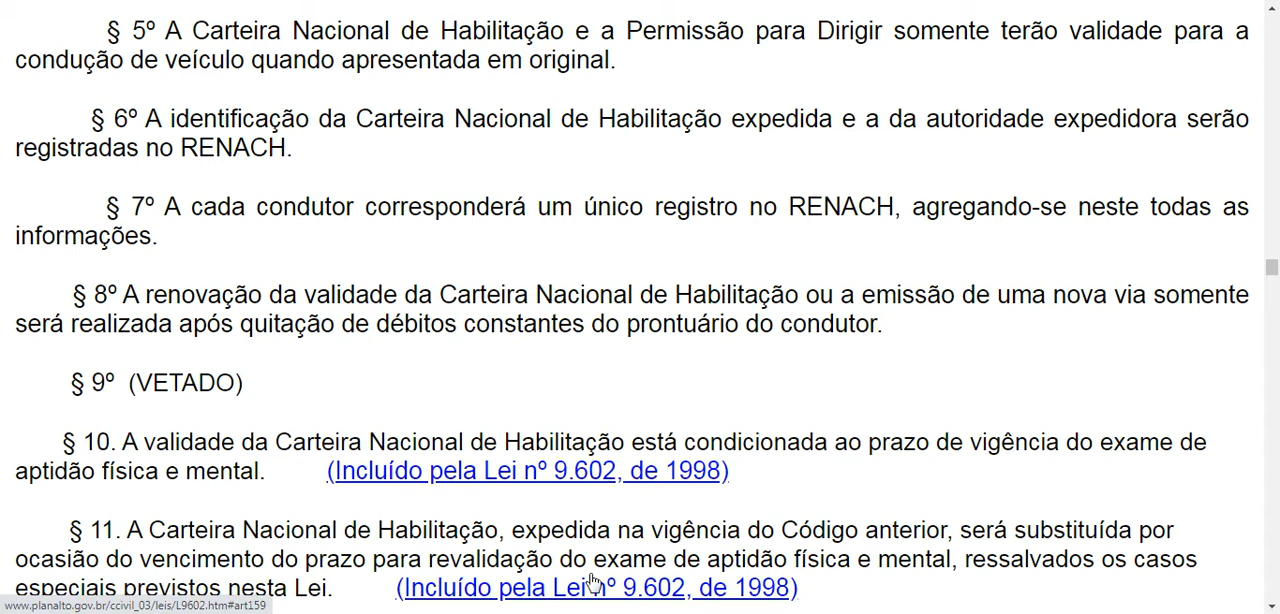 § 5º A Carteira Nacional de Habilitação e a Permissão para Dirigir somente terão validade para a
condução de veículo quando apresentada em original.
§ 6º A identificação da Carteira Nacional de Habilitação expedida e a da autoridade expedidora serão
registradas no RENACH.
§ 7º A cada condutor corresponderá um único registro no RENACH, agregando-se neste todas as
informações.
§ 8º A renovação da validade da Carteira Nacional de Habilitação ou a emissão de uma nova via somente
será realizada após quitação de débitos constantes do prontuário do condutor.
§ 9º (VETADO)
§ 10. A validade da Carteira Nacional de Habilitação está condicionada ao prazo de vigência do exame de
aptidão física e mental. (Incluído pela Lei nº 9.602, de 1998)
§ 11. A Carteira Nacional de Habilitação, expedida na vigência do Código anterior, será substituída por
ocasião do vencimento do prazo para revalidação do exame de aptidão física e mental, ressalvados os casos
especiais previstos nesta Lei. (Incluído pela Lei nº 9.602, de 1998)
www.planalto.gov.br/ccivil_03/leis/L9602.htm#art159